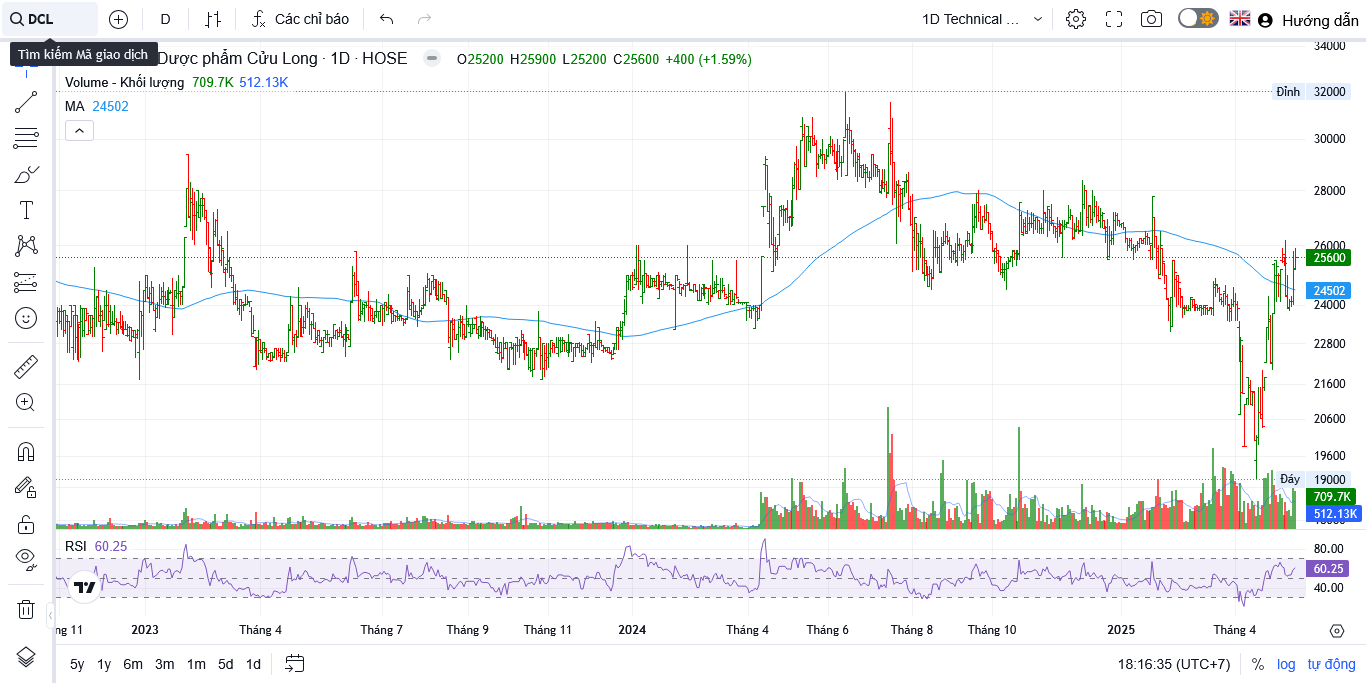 DCL D Các chỉ báo 1D Technical ... Hướng dẫn
Tìm kiếm Mã giao dịch
Dược phẩm Cửu Long · 1D · HOSE O25200 H25900 L25200 C25600 +400 (+1.59%)
Volume - Khối lượng 709.7K 512.13K
MA 24502
34000
Đỉnh 32000
30000
28000
26000
25600
24502
24000
22800
21600
20600
19600
Đáy 19000
709.7K
512.13K
RSI 60.25
80.00
60.25
40.00
ng 11 2023 Tháng 4 Tháng 7 Tháng 9 Tháng 11 2024 Tháng 4 Tháng 6 Tháng 8 Tháng 10 2025 Tháng 4
5y 1y 6m 3m 1m 5d 1d 18:16:35 (UTC+7) % log tự động